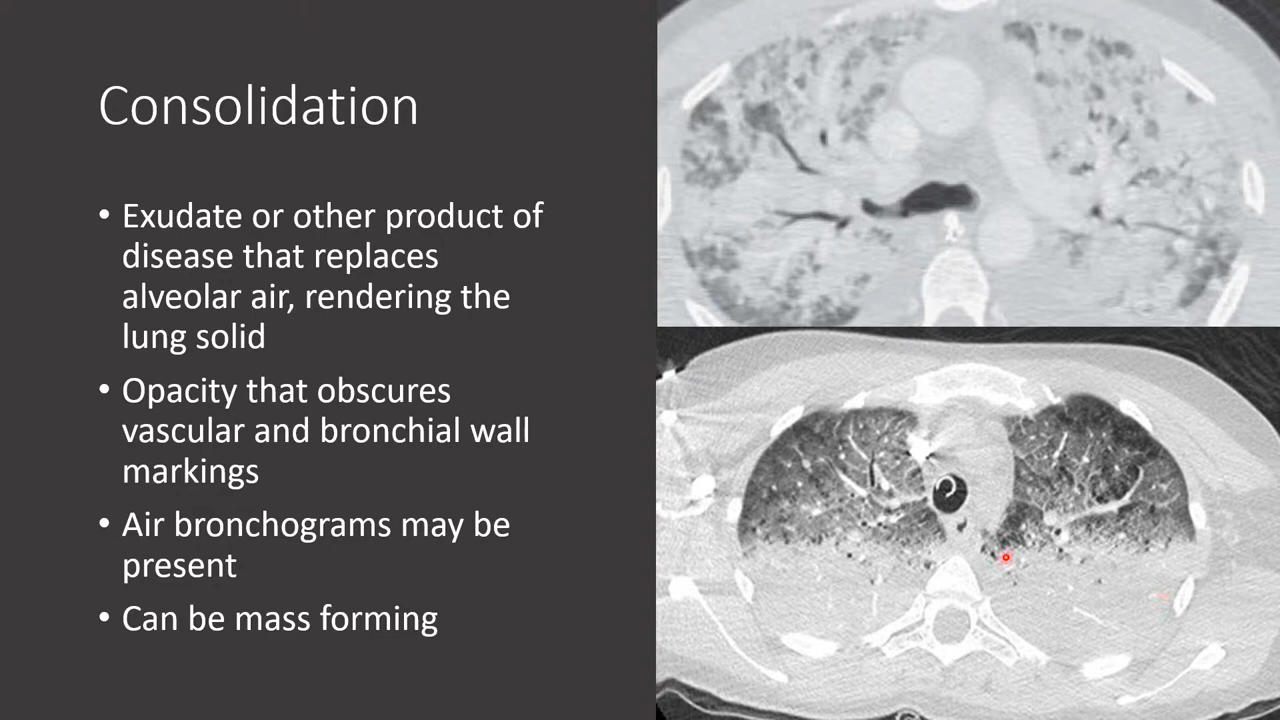 Consolidation
• Exudate or other product of
disease that replaces
alveolar air, rendering the
lung solid
• Opacity that obscures
vascular and bronchial wall
markings
• Air bronchograms may be
present
• Can be mass forming